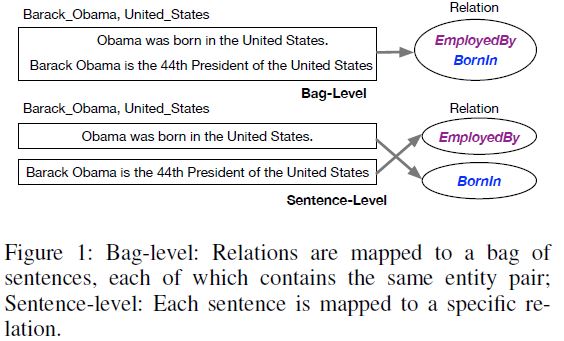 Barack_Obama, United_States
Relation
Obama was born in the United States.
Barack Obama is the 44th President of the United States
EmployedBy
BornIn
Bag-Level
Barack_Obama, United_States
Relation
Obama was born in the United States.
EmployedBy
Barack Obama is the 44th President of the United States
BornIn
Sentence-Level
Figure 1: Bag-level: Relations are mapped to a bag of
sentences, each of which contains the same entity pair;
Sentence-level: Each sentence is mapped to a specific re-
lation.